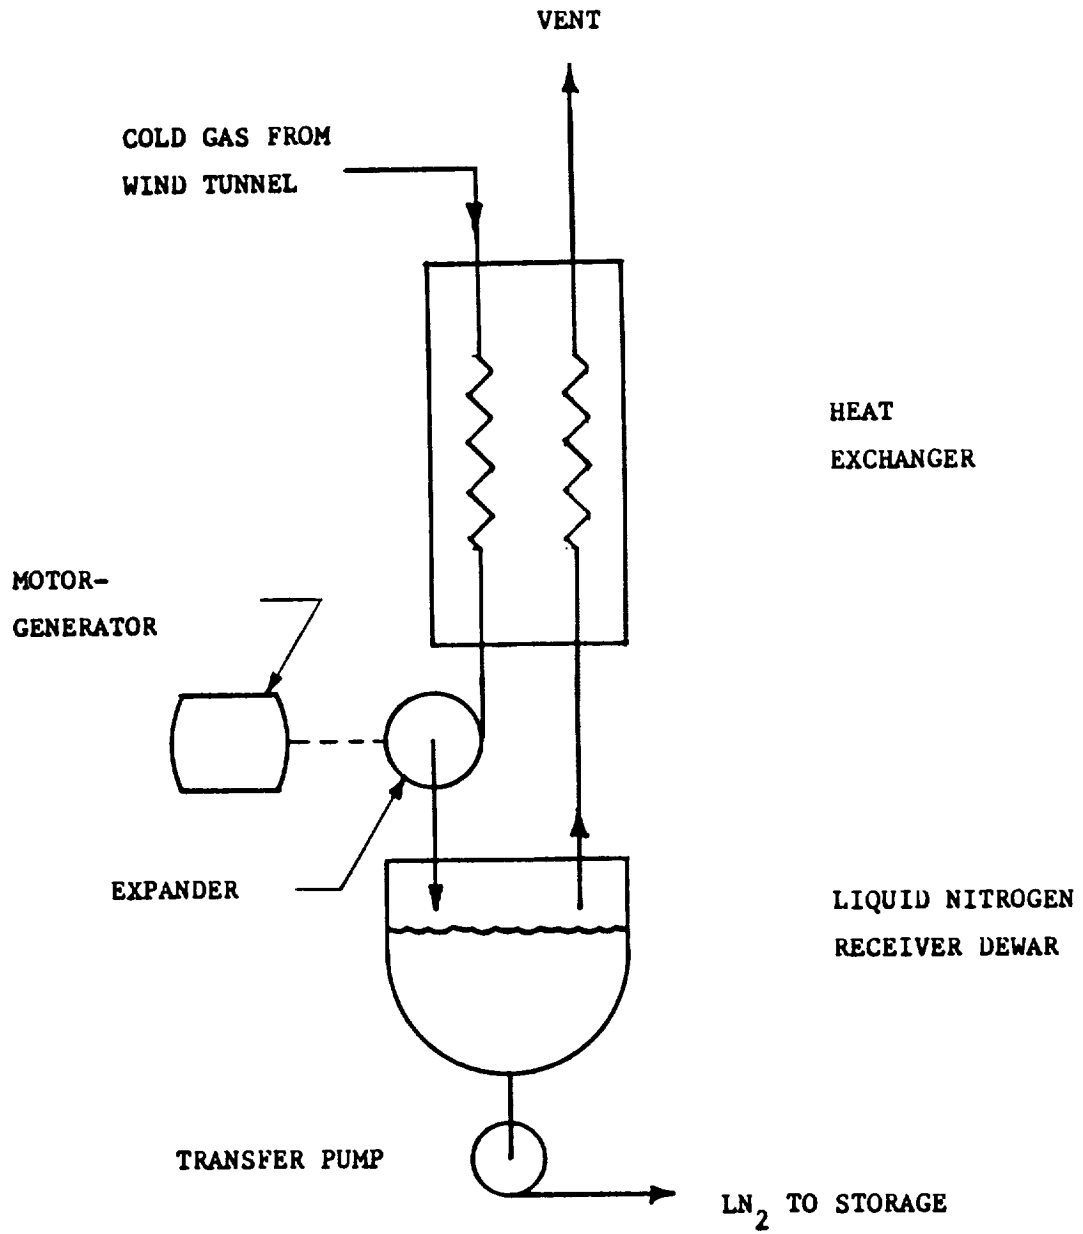 VENT
COLD GAS FROM
WIND TUNNEL
HEAT
EXCHANGER
MOTOR-
GENERATOR
EXPANDER
LIQUID NITROGEN
RECEIVER DEWAR
TRANSFER PUMP
LN2 TO STORAGE